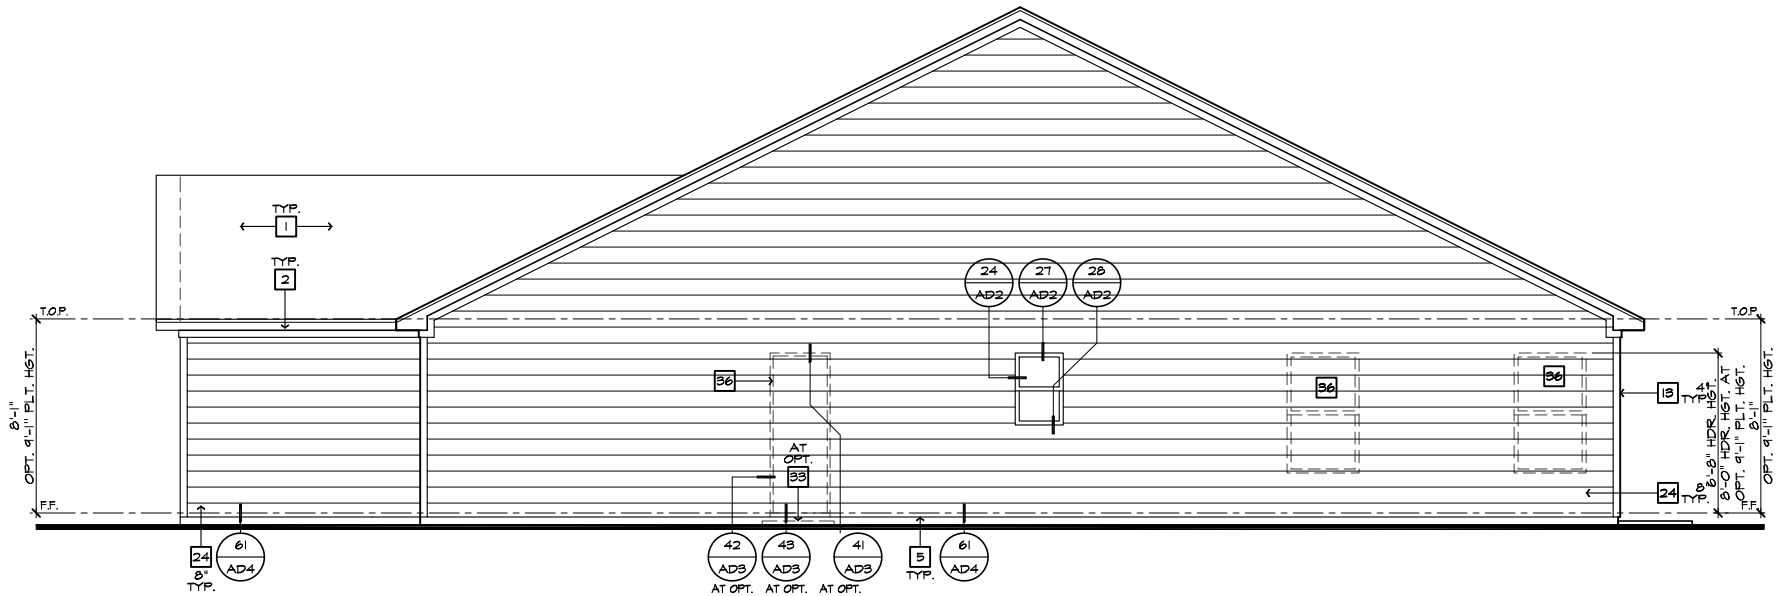 TYP.
1
TYP.
2
24
AD2
27
AD2
28
AD2
T.O.P.
T.O.P.
8'-1"
OPT. 9'-1" PLT. HGT.
36
36
36
13
4"
TYP.
6'-8" HDR. HGT.
8'-0" HDR. HGT. AT
OPT. 9'-1" PLT. HGT.
8'-1"
OPT. 9'-1" PLT. HGT.
AT
OPT.
33
24
8"
TYP.
F.F.
F.F.
24
8"
TYP.
61
AD4
42
AD3
AT OPT.
43
AD3
AT OPT.
41
AD3
AT OPT.
5
TYP.
61
AD4